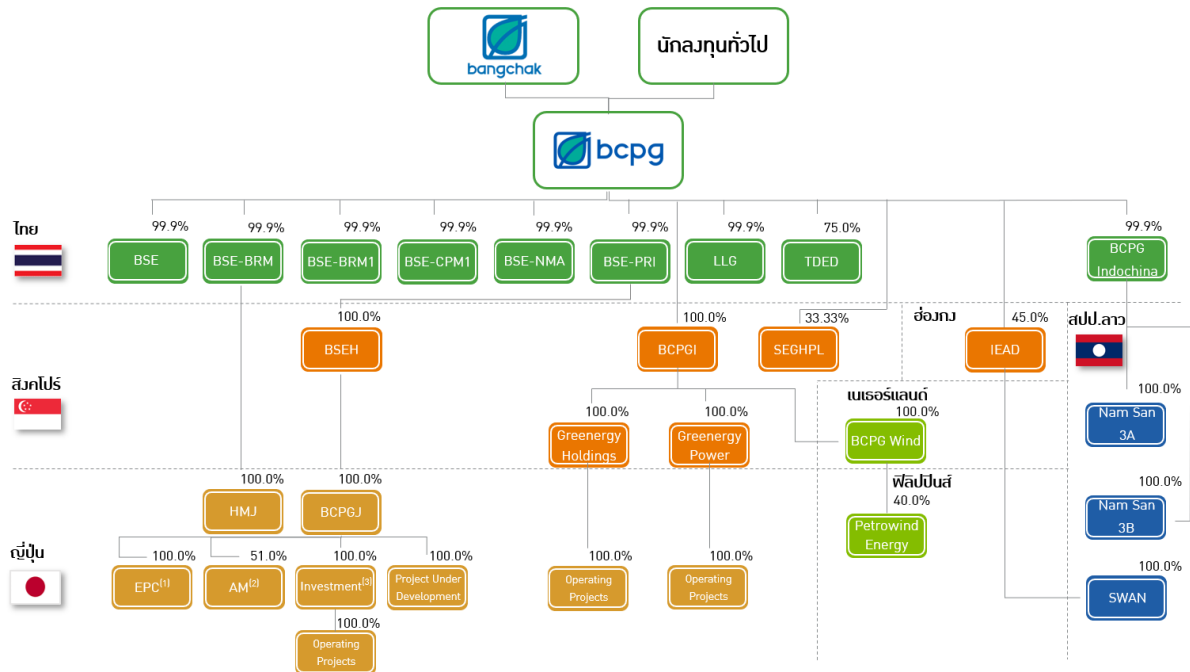 bangchak
นักลงทุนทั่วไป
bcpg
ไทย
99.9%
99.9%
99.9%
99.9%
99.9%
99.9%
99.9%
75.0%
99.9%
BSE
BSE-BRM
BSE-BRM1
BSE-CPM1
BSE-NMA
BSE-PRI
LLG
TDED
BCPG
Indochina
100.0%
100.0%
33.33%
ฮ่องกง
45.0%
สปป.ลาว
BSEH
BCPGI
SEGHPL
IEAD
สิงคโปร์
เนเธอร์แลนด์
100.0%
100.0%
100.0%
100.0%
Greenergy
Holdings
Greenergy
Power
BCPG Wind
Nam San
3A
100.0%
100.0%
ฟิลิปปินส์
40.0%
100.0%
HMJ
BCPGJ
Petrowind
Energy
Nam San
3B
ญี่ปุ่น
100.0%
51.0%
100.0%
100.0%
100.0%
100.0%
100.0%
EPC(1)
AM(2)
Investment(3)
Project Under
Development
Operating
Projects
Operating
Projects
SWAN
100.0%
Operating
Projects